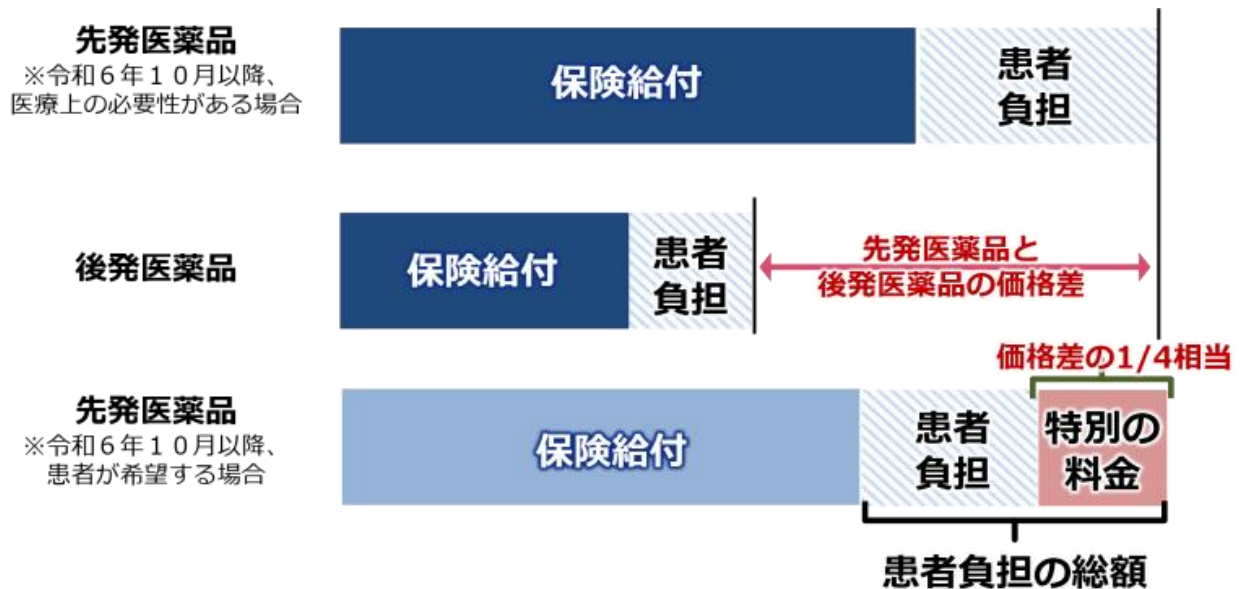 先発医薬品
※令和６年１０月以降、
医療上の必要性がある場合
保険給付
患者
負担
後発医薬品
保険給付
患者
負担
先発医薬品と
後発医薬品の価格差
価格差の1/4相当
先発医薬品
※令和６年１０月以降、
患者が希望する場合
保険給付
患者
負担
特別の
料金
患者負担の総額